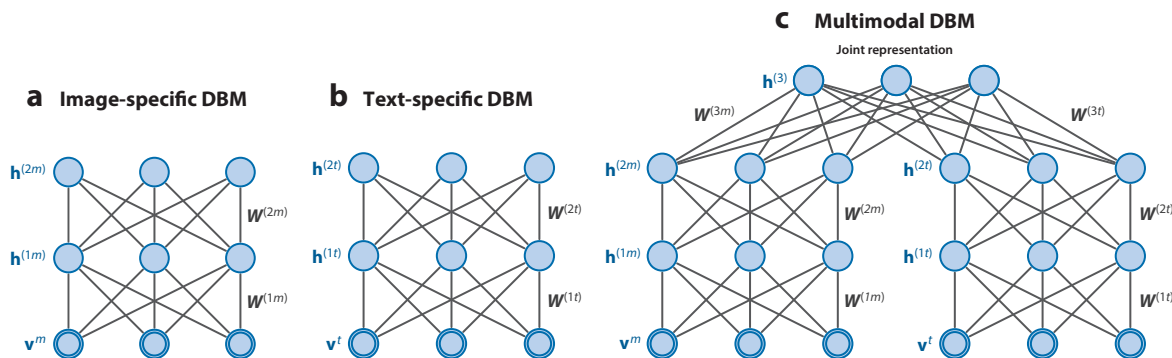 a Image-specific DBM
h(2m)
W(2m)
h(1m)
W(1m)
vm
b Text-specific DBM
h(2t)
W(2t)
h(1t)
W(1t)
vt
c Multimodal DBM
Joint representation
h(3)
W(3m)
W(3t)
h(2m)
h(2t)
W(2m)
W(2t)
h(1m)
h(1t)
W(1m)
W(1t)
vm
vt